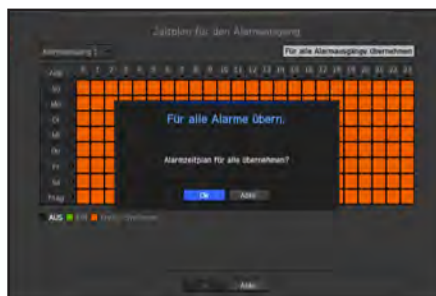 Zeitplan für den Alarmausgang
Alarmausgang 1
Für alle Alarmausgänge übernehmen
0 1 2 3 4 5 6 7 8 9 10 11 12 13 14 15 16 17 18 19 20 21 22 23
Alle
So
Mo
Di
Mi
Do
Fr
Sa
Für alle Alarme übern.
Alarmzeitplan für alle übernehmen?
Ok
Abbr.
AUS
EIN
Abbr.